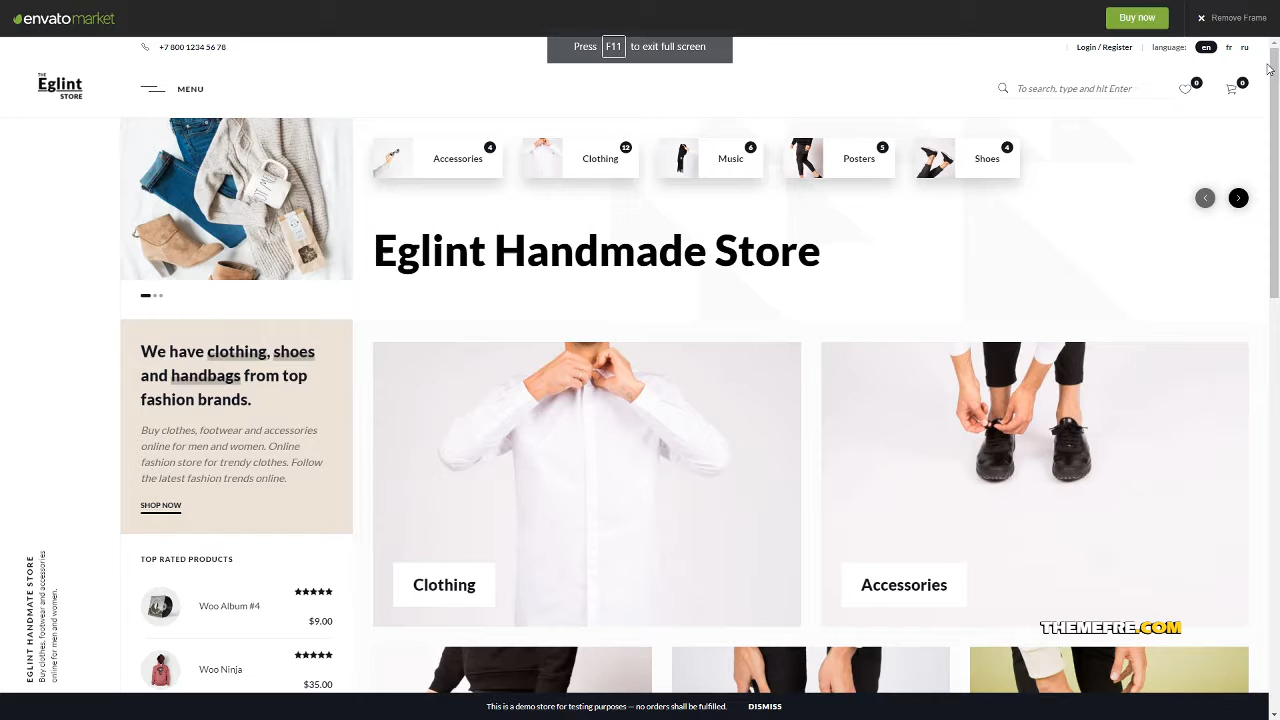 envato market
Buy now
Remove Frame
+7 800 1234 56 78
Press F11 to exit full screen
Login / Register
language:
en
fr
ru
THE
Eglint
STORE
MENU
To search, type and hit Enter
0
0
Accessories
4
Clothing
12
Music
6
Posters
5
Shoes
4
Eglint Handmade Store
We have clothing, shoes
and handbags from top
fashion brands.
Buy clothes, footwear and accessories
online for men and women. Online
fashion store for trendy clothes. Follow
the latest fashion trends online.
SHOP NOW
TOP RATED PRODUCTS
Woo Album #4
$9.00
Woo Ninja
$35.00
EGLINT HANDMATE STORE
Buy clothes, footwear and accessories
online for men and women.
Clothing
Accessories
THEMEFRE.COM
This is a demo store for testing purposes — no orders shall be fulfilled.
DISMISS